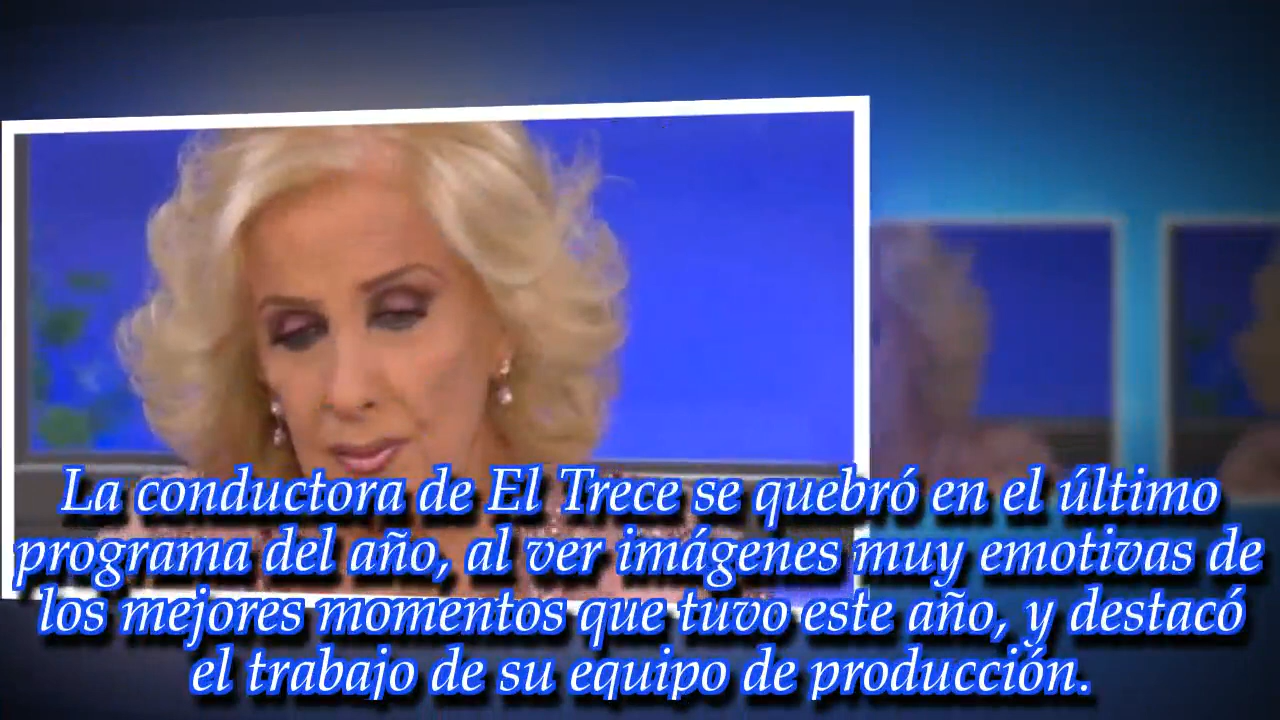 La conductora de El Trece se quebró en el último
programa del año, al ver imágenes muy emotivas de
los mejores momentos que tuvo este año, y destacó
el trabajo de su equipo de producción.